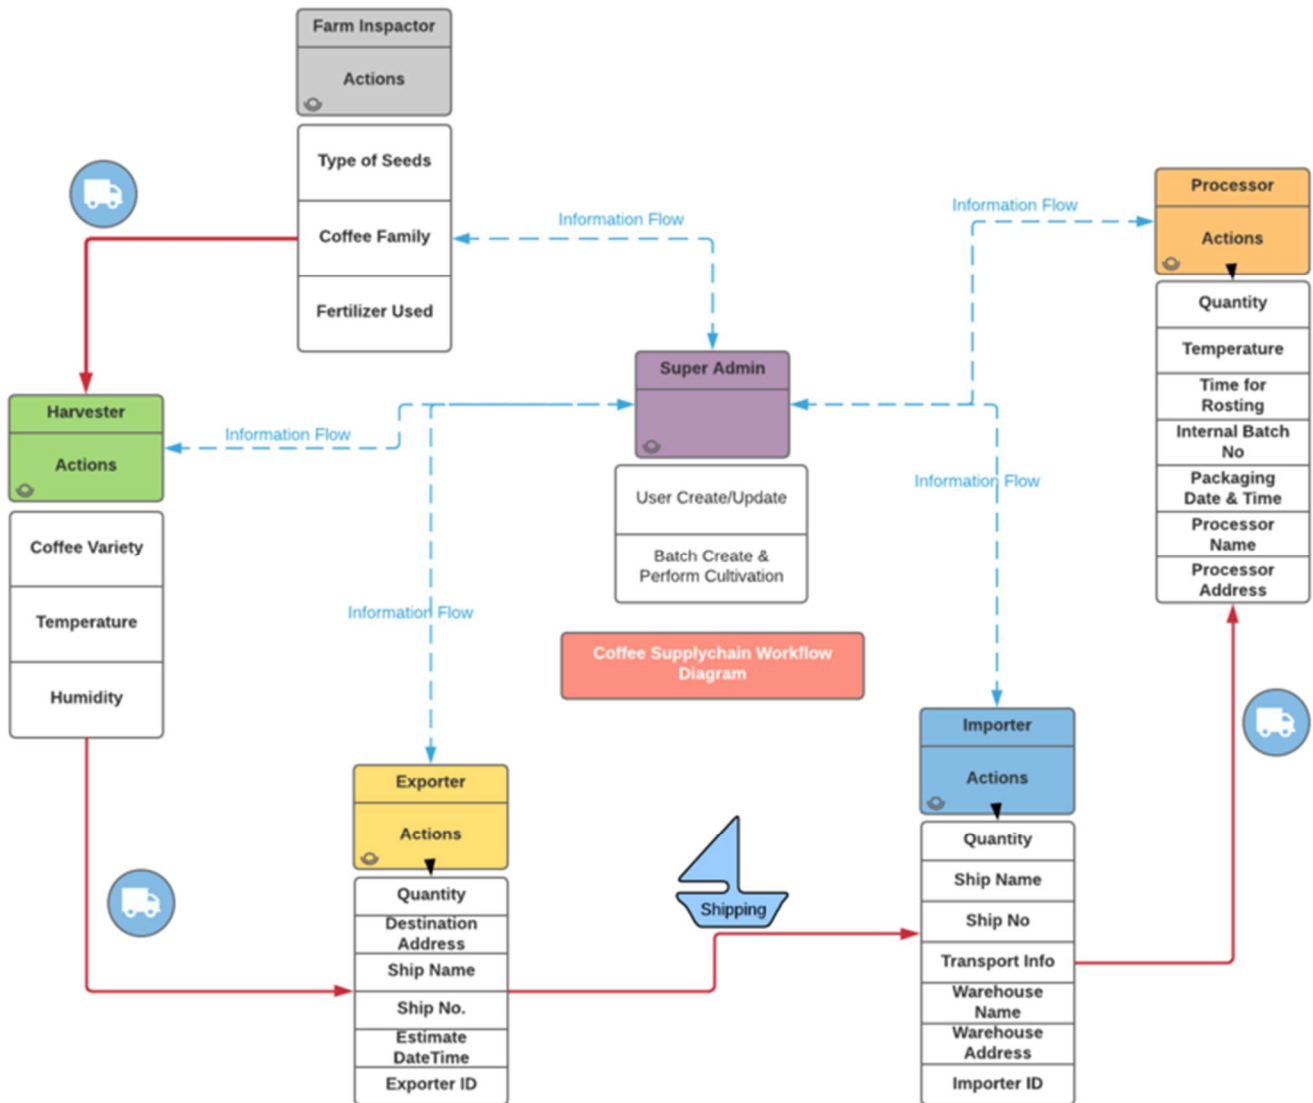 Farm Inspactor
Actions
Type of Seeds
Coffee Family
Fertilizer Used
Information Flow
Information Flow
Processor
Actions
Quantity
Temperature
Time for
Rosting
Internal Batch
No
Packaging
Date & Time
Processor
Name
Processor
Address
Super Admin
User Create/Update
Batch Create &
Perform Cultivation
Harvester
Actions
Coffee Variety
Temperature
Humidity
Information Flow
Information Flow
Information Flow
Coffee Supplychain Workflow
Diagram
Exporter
Actions
Quantity
Destination
Address
Ship Name
Ship No.
Estimate
DateTime
Exporter ID
Shipping
Importer
Actions
Quantity
Ship Name
Ship No
Transport Info
Warehouse
Name
Warehouse
Address
Importer ID